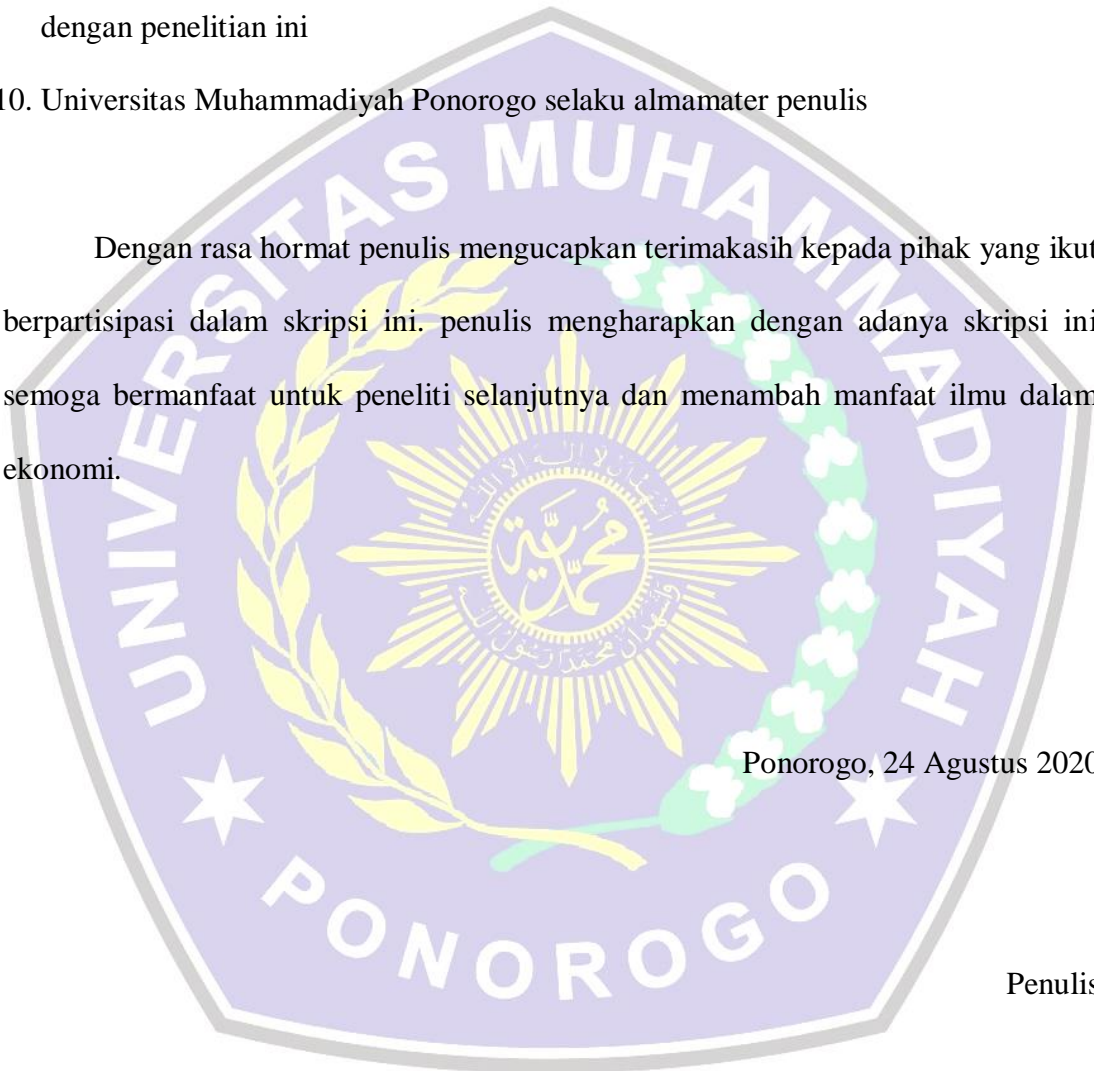 dengan penelitian ini
10. Universitas Muhammadiyah Ponorogo selaku almamater penulis
Dengan rasa hormat penulis mengucapkan terimakasih kepada pihak yang ikut
berpartisipasi dalam skripsi ini. penulis mengharapkan dengan adanya skripsi ini
semoga bermanfaat untuk peneliti selanjutnya dan menambah manfaat ilmu dalam
ekonomi.
Ponorogo, 24 Agustus 2020
Penulis
UNIVERSITAS MUHAMMADIYAH
PONOROGO
محمدية